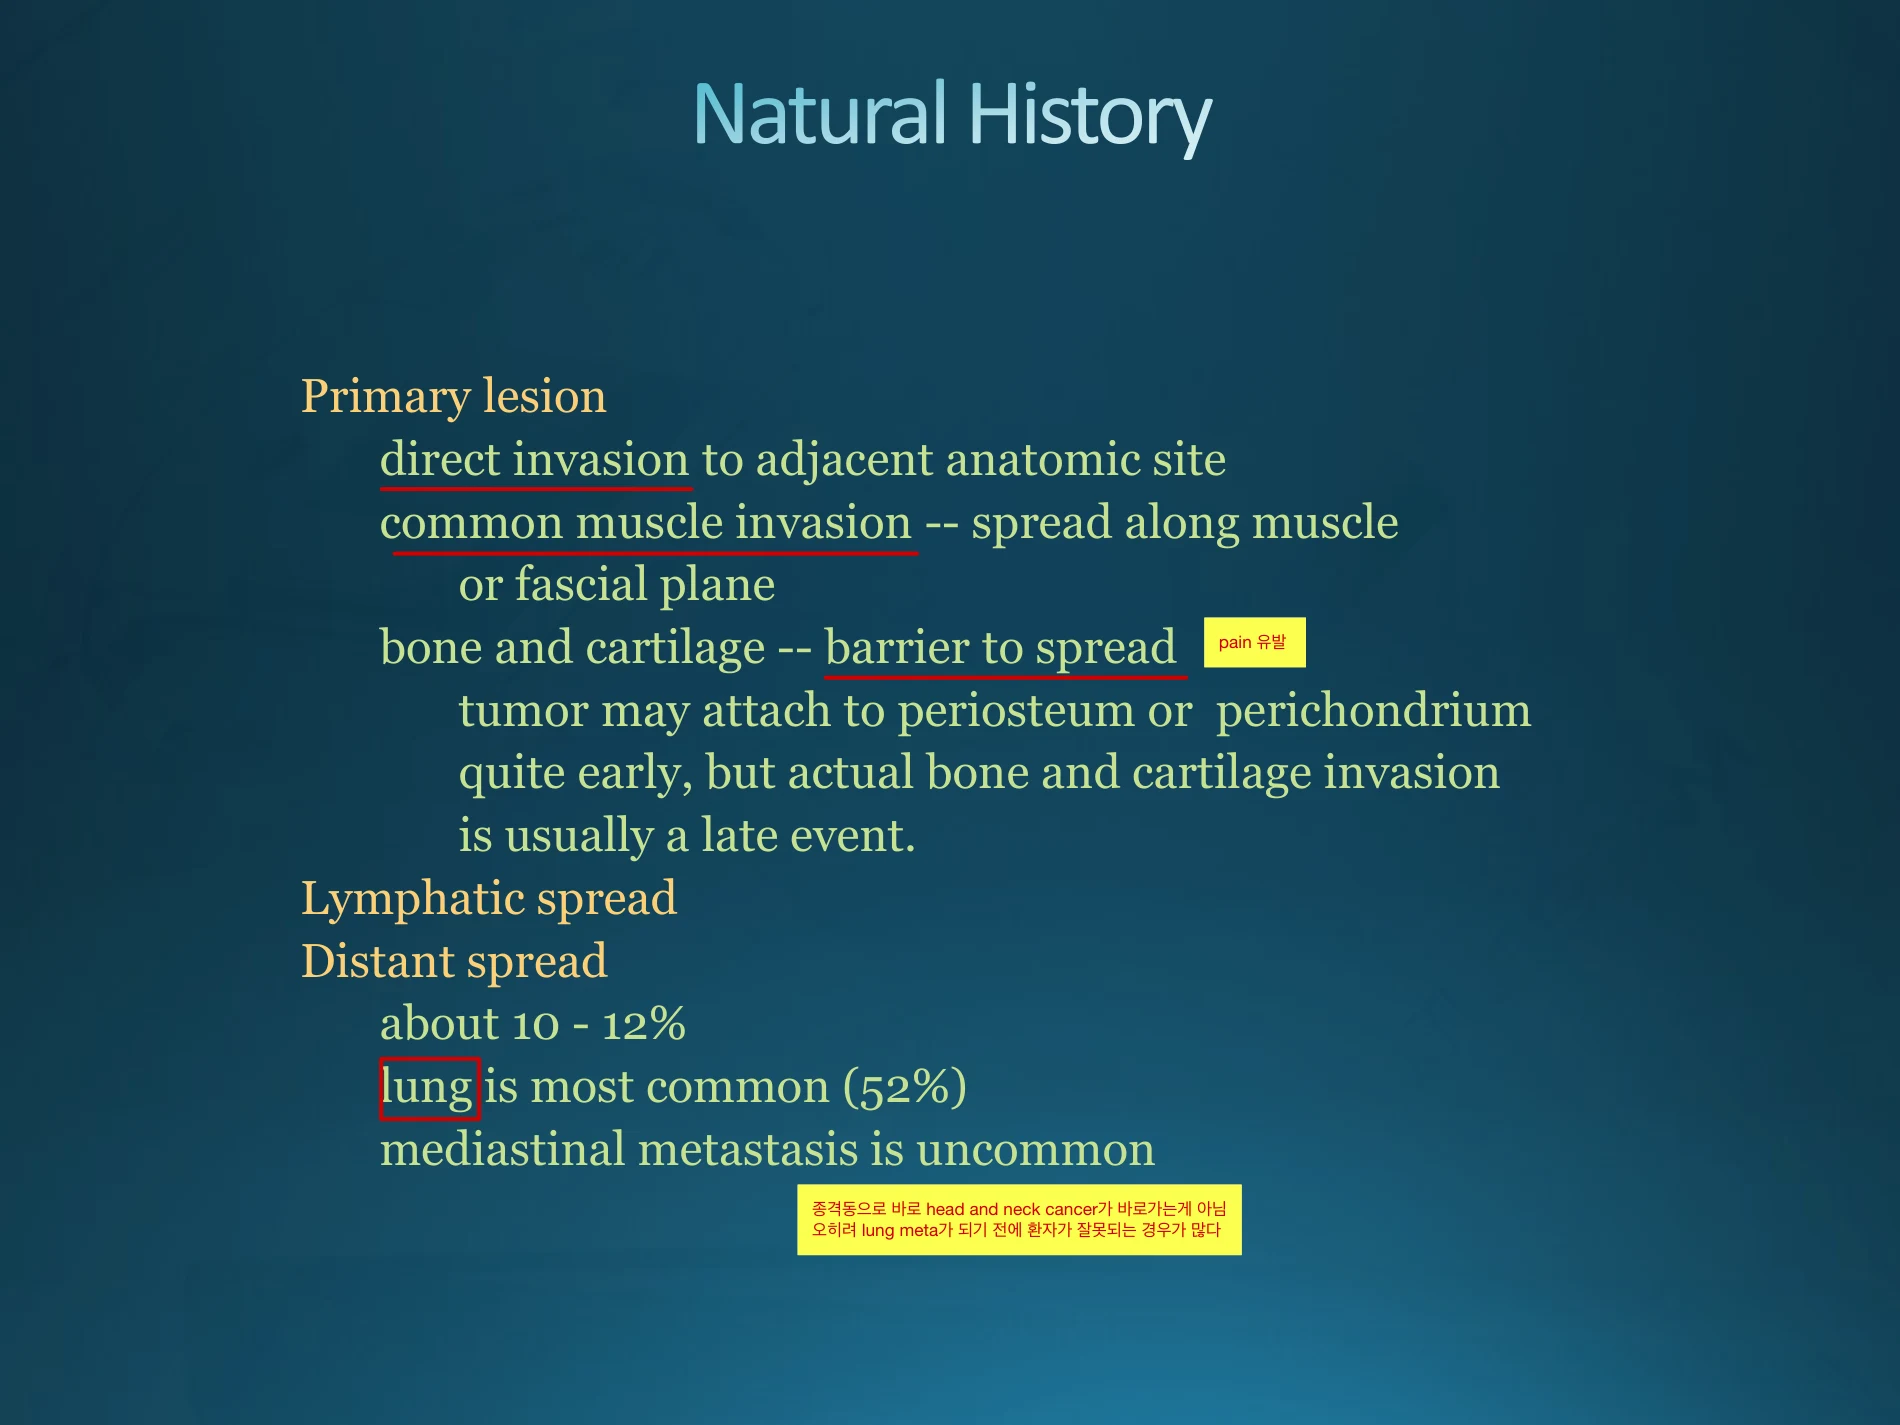 Natural History
Primary lesion
direct invasion to adjacent anatomic site
common muscle invasion -- spread along muscle
or fascial plane
bone and cartilage -- barrier to spread
pain 유발
tumor may attach to periosteum or perichondrium
quite early, but actual bone and cartilage invasion
is usually a late event.
Lymphatic spread
Distant spread
about 10 - 12%
lung is most common (52%)
mediastinal metastasis is uncommon
종격동으로 바로 head and neck cancer가 바로가는게 아님
오히려 lung meta가 되기 전에 환자가 잘못되는 경우가 많다